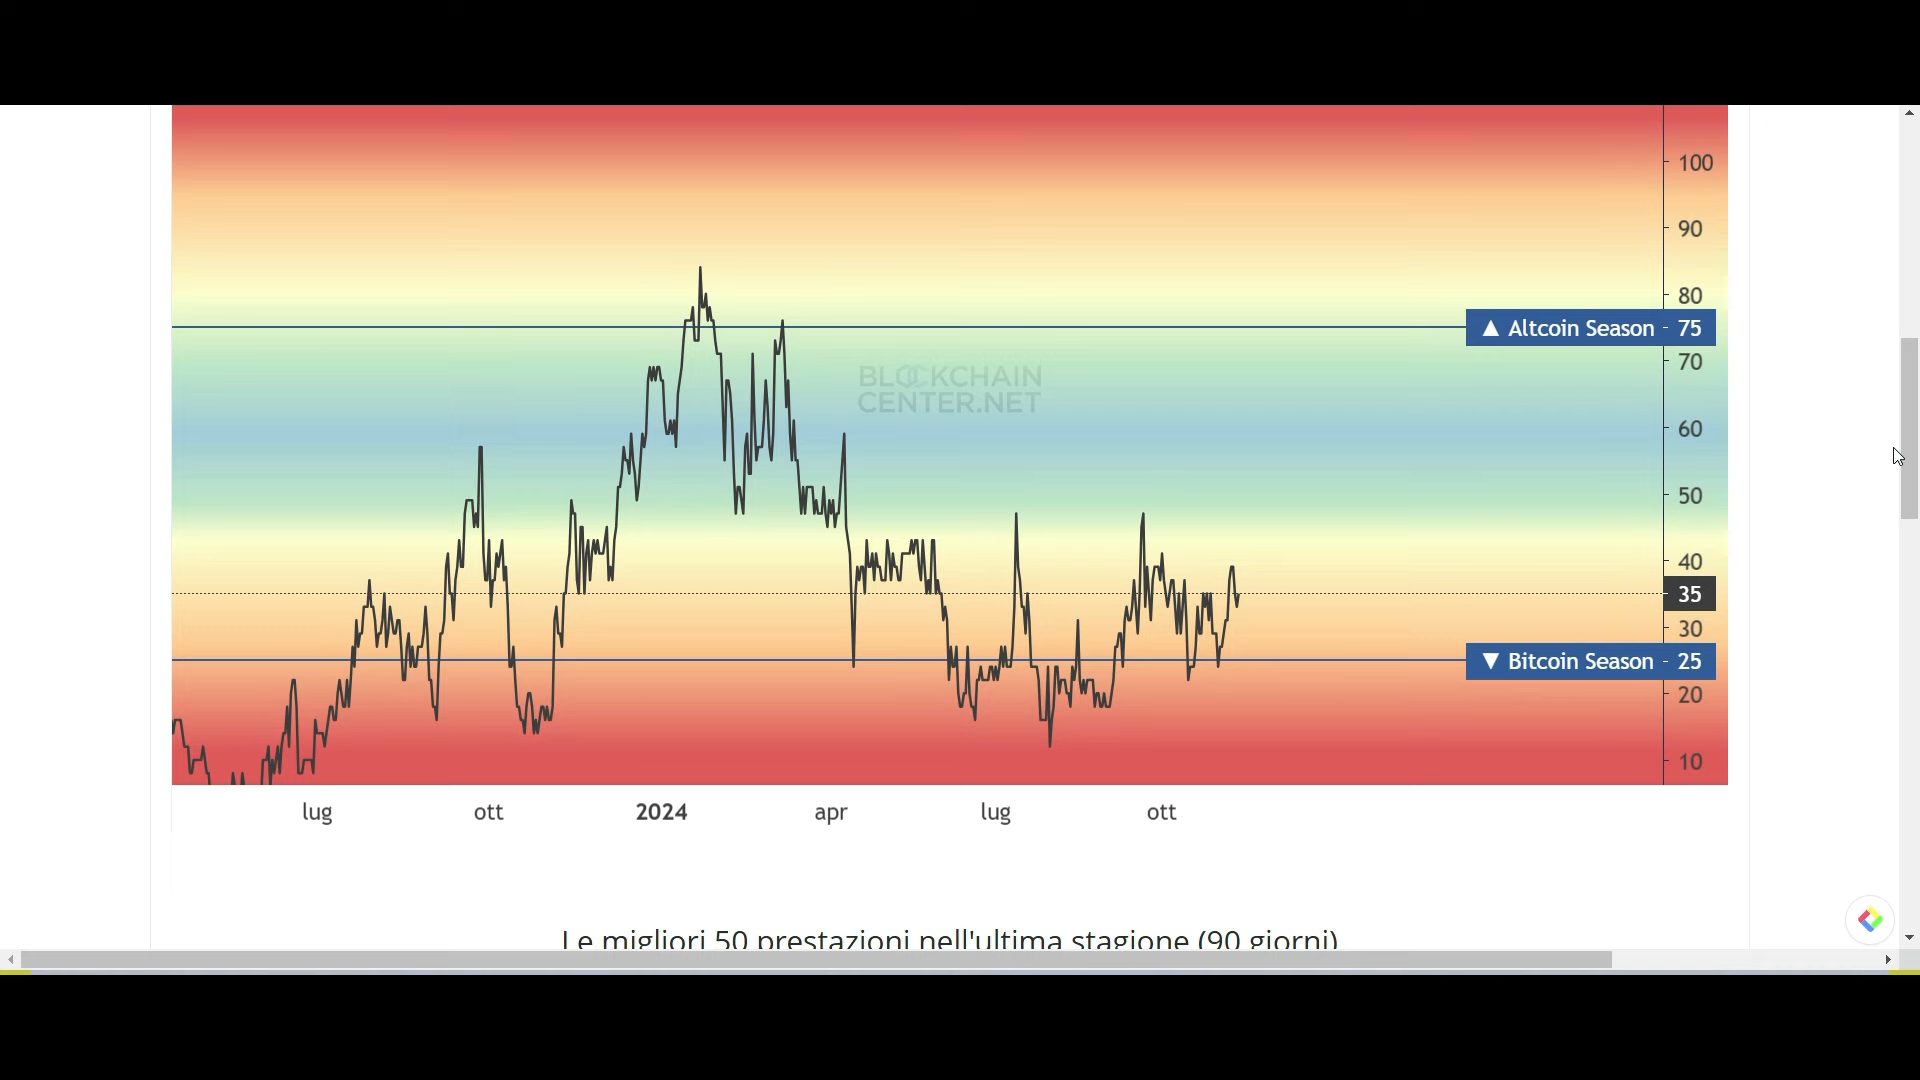 100
90
80
▲ Altcoin Season - 75
70
BLOCKCHAIN
CENTER.NET
60
50
40
35
30
▼ Bitcoin Season - 25
20
10
lug ott 2024 apr lug ott
Le migliori 50 prestazioni nell'ultima stagione (90 giorni)